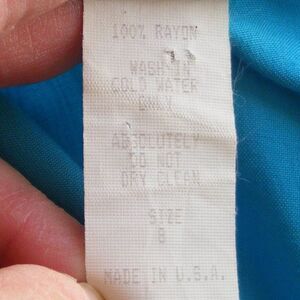 100% RAYON
WASH IN
COLD WATER
ONLY
ABSOLUTELY
DO NOT
DRY CLEAN
SIZE
8
MADE IN U.S.A.